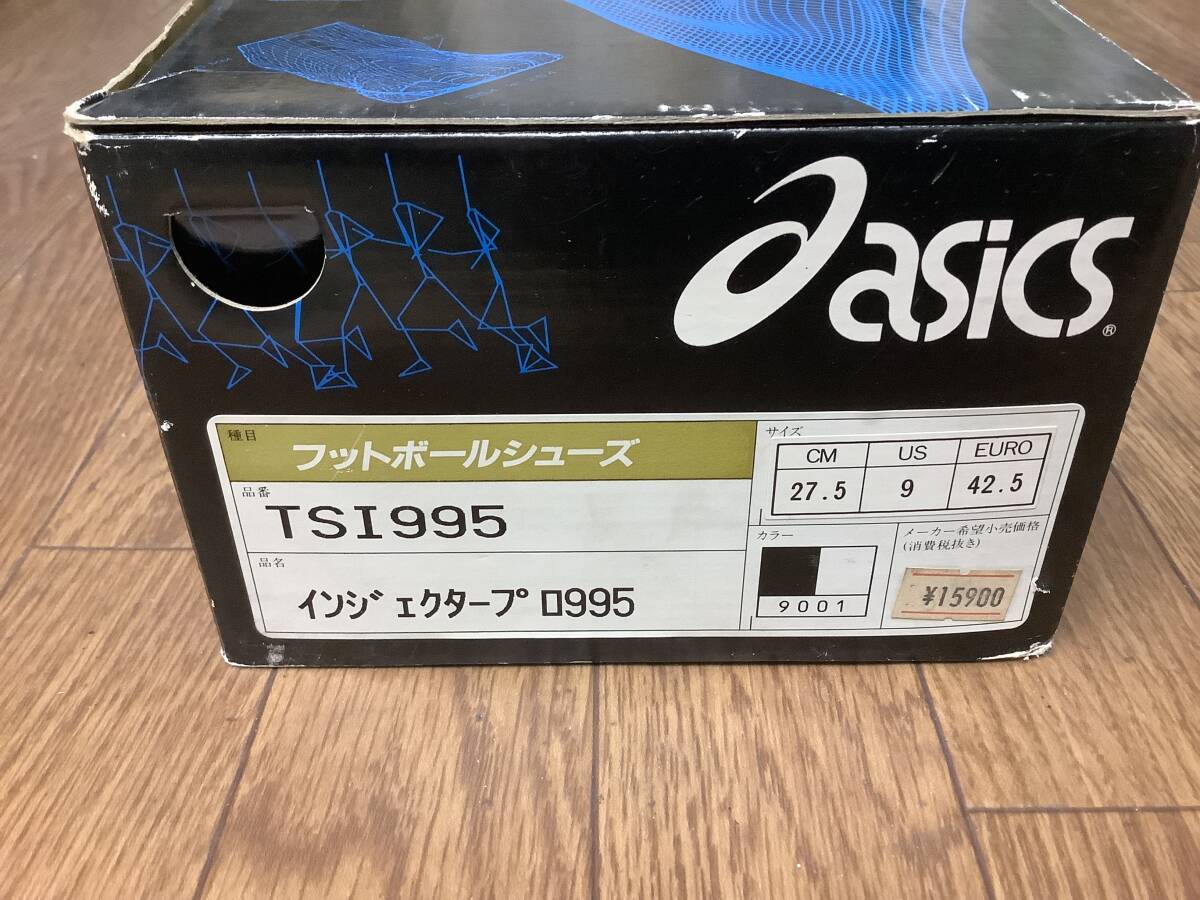 asics®
種目
フットボールシューズ
品番
TSI995
品名
インジェクタープロ995
サイズ
CM US EURO
27.5 9 42.5
カラー
9001
メーカー希望小売価格
(消費税抜き)
¥15900